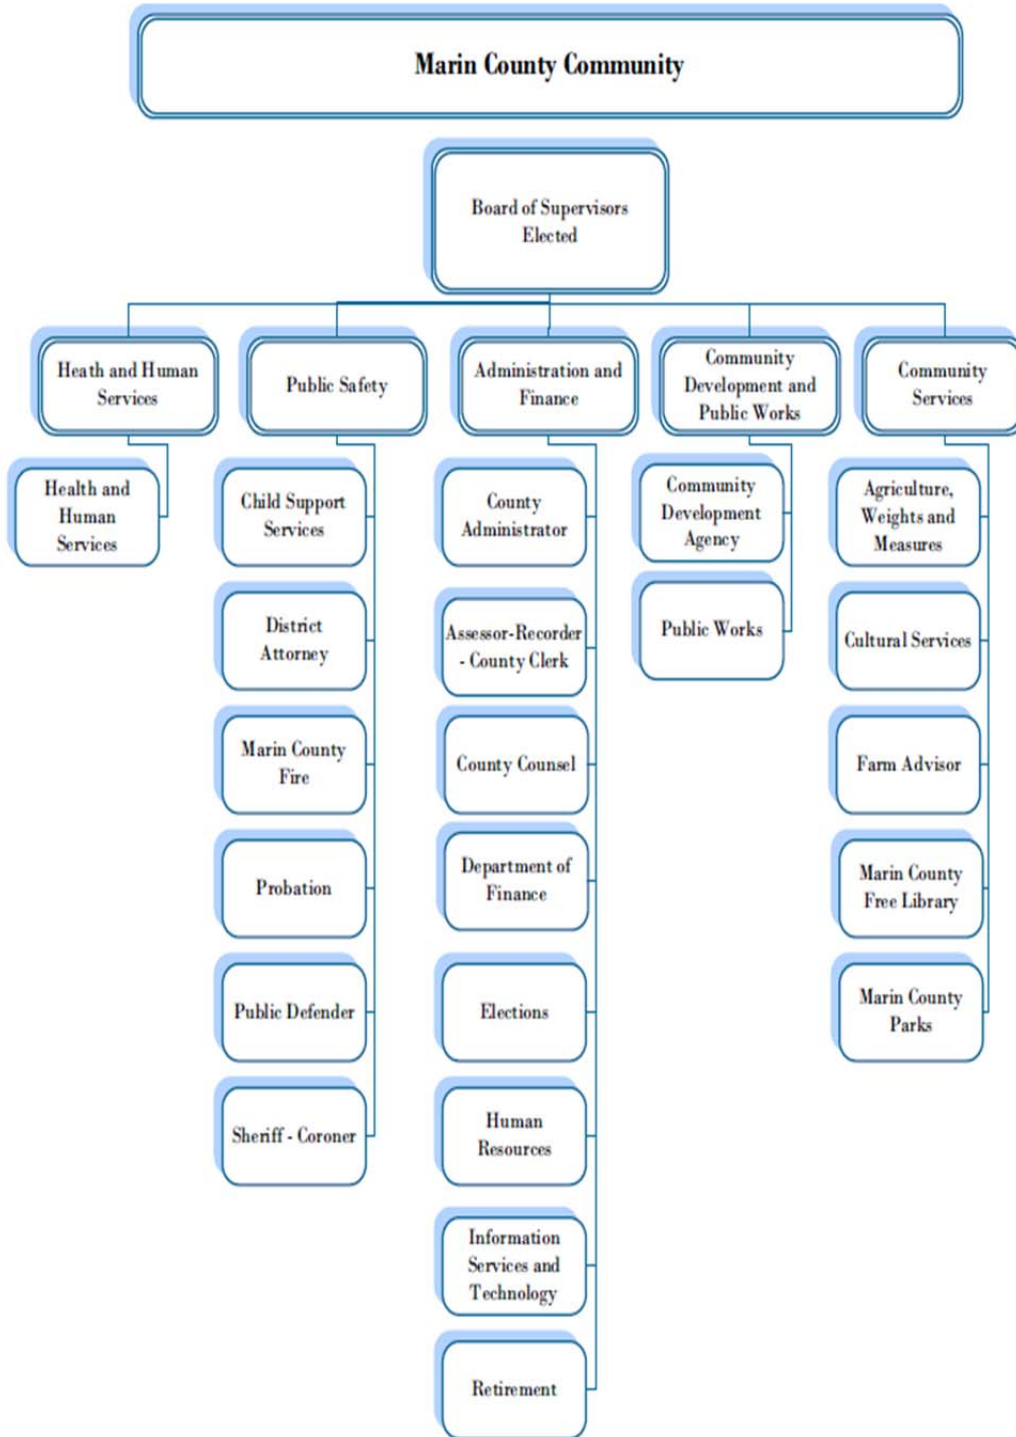 Marin County Community
Board of Supervisors
Elected
Heath and Human
Services
Public Safety
Administration and
Finance
Community
Development and
Public Works
Community
Services
Health and
Human
Services
Child Support
Services
District
Attorney
Marin County
Fire
Probation
Public Defender
Sheriff - Coroner
County
Administrator
Assessor-Recorder
- County Clerk
County Counsel
Department of
Finance
Elections
Human
Resources
Information
Services and
Technology
Retirement
Community
Development
Agency
Public Works
Agriculture,
Weights and
Measures
Cultural Services
Farm Advisor
Marin County
Free Library
Marin County
Parks